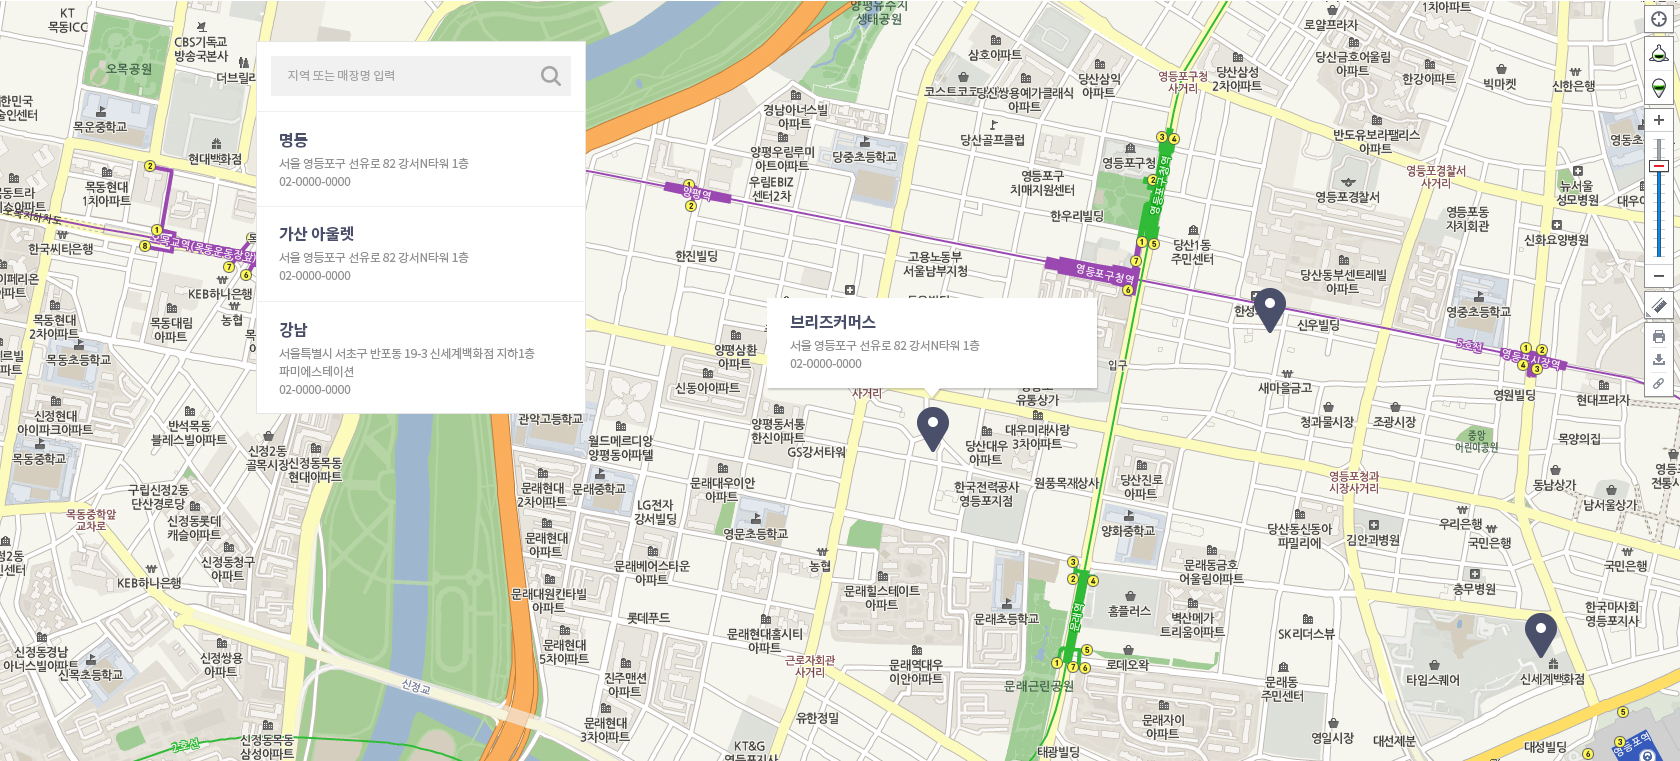 지역 또는 매장명 입력
명동
서울 영등포구 선유로 82 강서N타워 1층
02-0000-0000
가산 아울렛
서울 영등포구 선유로 82 강서N타워 1층
02-0000-0000
강남
서울특별시 서초구 반포동 19-3 신세계백화점 지하1층
파미에스테이션
02-0000-0000
브리즈커머스
서울 영등포구 선유로 82 강서N타워 1층
02-0000-0000
KT
목동ICC
CBS기독교
방송국본사
오목공원
목운중학교
현대백화점
목동현대
1차아파트
한국씨티은행
KEB하나은행
농협
목동대림
아파트
목동현대
2차아파트
목동초등학교
신정현대
아이파크아파트
반석목동
블레스빌아파트
목동중학교
신정2동
골목시장
신정동목동
현대아파트
구립신정2동
단산경로당
목동중학앞
교차로
신정동롯데
캐슬아파트
신정동청구
아파트
KEB하나은행
신정동경남
아너스빌아파트
신목초등학교
신정쌍용
아파트
신정교
신정동목동
삼성아파트
2호선
생태공원
삼호아파트
경남아너스빌
아파트
양평우림루미
아트아파트
우림EBIZ
센터2차
당중초등학교
당산골프클럽
당산쌍용예가클래식
아파트
당산삼익
아파트
영등포구청
사거리
당산삼성
2차아파트
로얄프라자
당산금호어울림
아파트
한강아파트
빅마켓
신한은행
1치아파트
반도유보라팰리스
아파트
영등포경찰서
사거리
영등포경찰서
뉴서울
성모병원
영등포구청
영등포구
치매지원센터
한우리빌딩
영등포구청역
양평역
한진빌딩
고용노동부
서울남부지청
당산1동
주민센터
영등포동
자치회관
신화요양병원
당산동부센트레빌
아파트
영중초등학교
신우빌딩
5호선
영등포시장역
영원빌딩
현대프라자
새마을금고
청과물시장
조광시장
중앙
어린이공원
목양의집
입구
양평삼환
아파트
신동아아파트
사거리
유통상가
양평동서통
한신아파트
GS강서타워
당산대우
아파트
대우미래사랑
3차아파트
한국전력공사
영등포지점
원풍목재상사
당산진로
아파트
영등포청과
시장사거리
동남상가
남서울상가
관악고등학교
월드메르디앙
양평동아파텔
문래현대
2차아파트
문래중학교
LG전자
강서빌딩
문래대우이안
아파트
영문초등학교
문래현대
아파트
문래베어스타운
아파트
농협
양화중학교
당산동신동아
파밀리에
김안과병원
우리은행
국민은행
국민은행
충무병원
문래동금호
어울림아파트
문래대원칸타빌
아파트
롯데푸드
문래힐스테이트
아파트
문래초등학교
홈플러스
벽산메가
트리움아파트
문래역
SK리더스뷰
한국마사회
영등포지사
문래현대
5차아파트
문래현대홈시티
아파트
근로자회관
사거리
문래역대우
이안아파트
로데오왁
문래근린공원
문래동
주민센터
타임스퀘어
신세계백화점
진주맨션
아파트
문래현대
3차아파트
유한정밀
KT&G
영등포지사
태광빌딩
문래자이
아파트
영일시장
대선제분
대성빌딩
영등포역